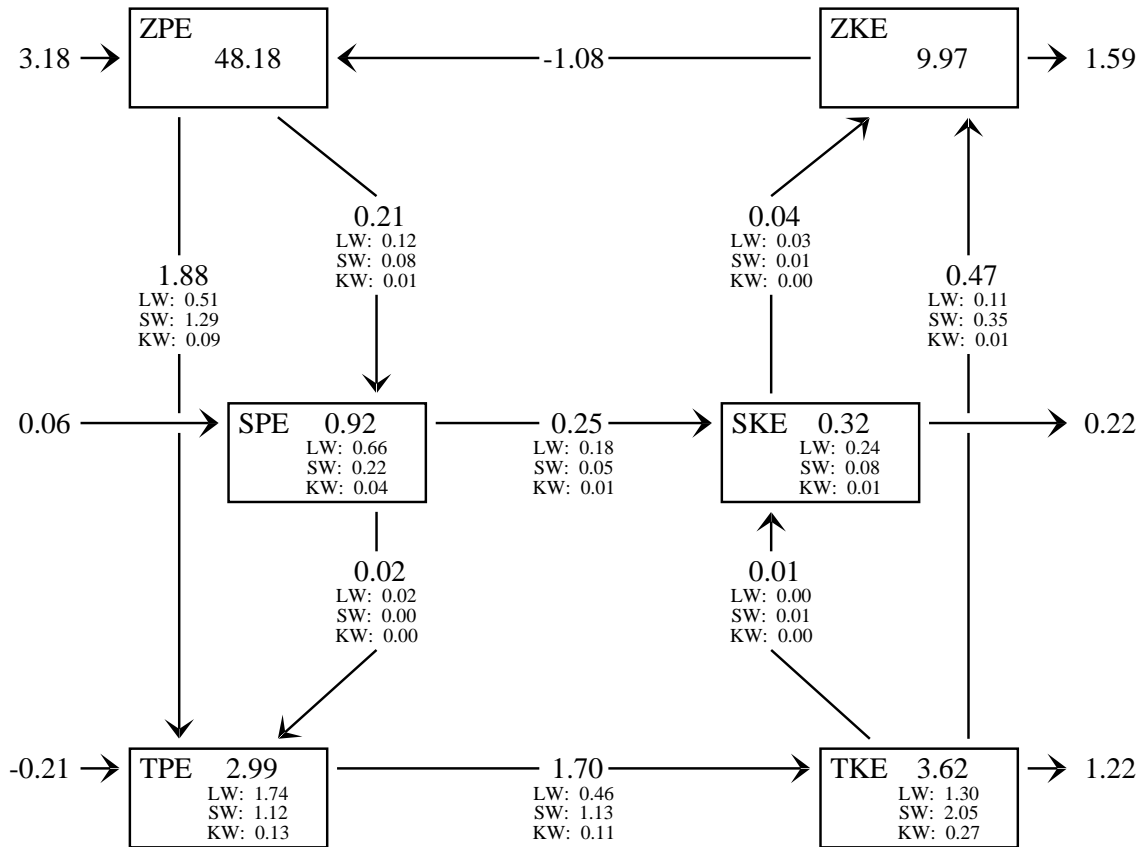 ZPE
ZKE
3.18
48.18
-1.08
9.97
1.59
0.21
LW: 0.12
SW: 0.08
KW: 0.01
0.04
LW: 0.03
SW: 0.01
KW: 0.00
1.88
LW: 0.51
SW: 1.29
KW: 0.09
0.47
LW: 0.11
SW: 0.35
KW: 0.01
0.06
SPE 0.92
LW: 0.66
SW: 0.22
KW: 0.04
0.25
LW: 0.18
SW: 0.05
KW: 0.01
SKE 0.32
LW: 0.24
SW: 0.08
KW: 0.01
0.22
0.02
LW: 0.02
SW: 0.00
KW: 0.00
0.01
LW: 0.00
SW: 0.01
KW: 0.00
-0.21
TPE 2.99
LW: 1.74
SW: 1.12
KW: 0.13
1.70
LW: 0.46
SW: 1.13
KW: 0.11
TKE 3.62
LW: 1.30
SW: 2.05
KW: 0.27
1.22